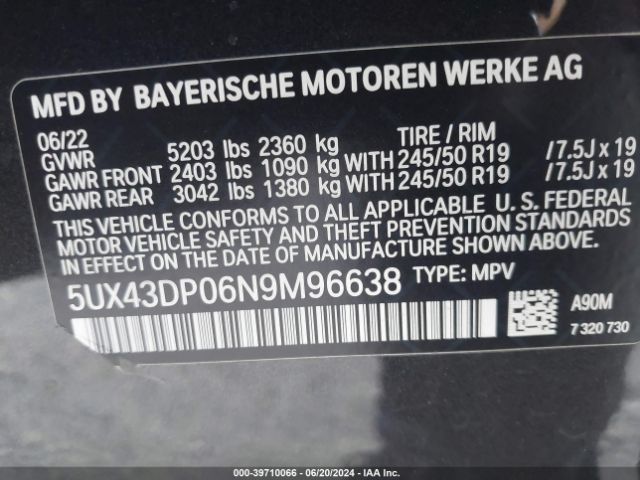 MFD BY BAYERISCHE MOTOREN WERKE AG
06/22 TIRE / RIM
GVWR 5203 lbs 2360 kg
GAWR FRONT 2403 lbs 1090 kg WITH 245/50 R19 /7.5J x 19
GAWR REAR 3042 lbs 1380 kg WITH 245/50 R19 /7.5J x 19
THIS VEHICLE CONFORMS TO ALL APPLICABLE U. S. FEDERAL
MOTOR VEHICLE SAFETY AND THEFT PREVENTION STANDARDS
IN EFFECT ON THE DATE OF MANUFACTURE SHOWN ABOVE.
5UX43DP06N9M96638 TYPE: MPV
A90M
7 320 730
© - 39710066 - 06/20/2024 - IAA Inc.